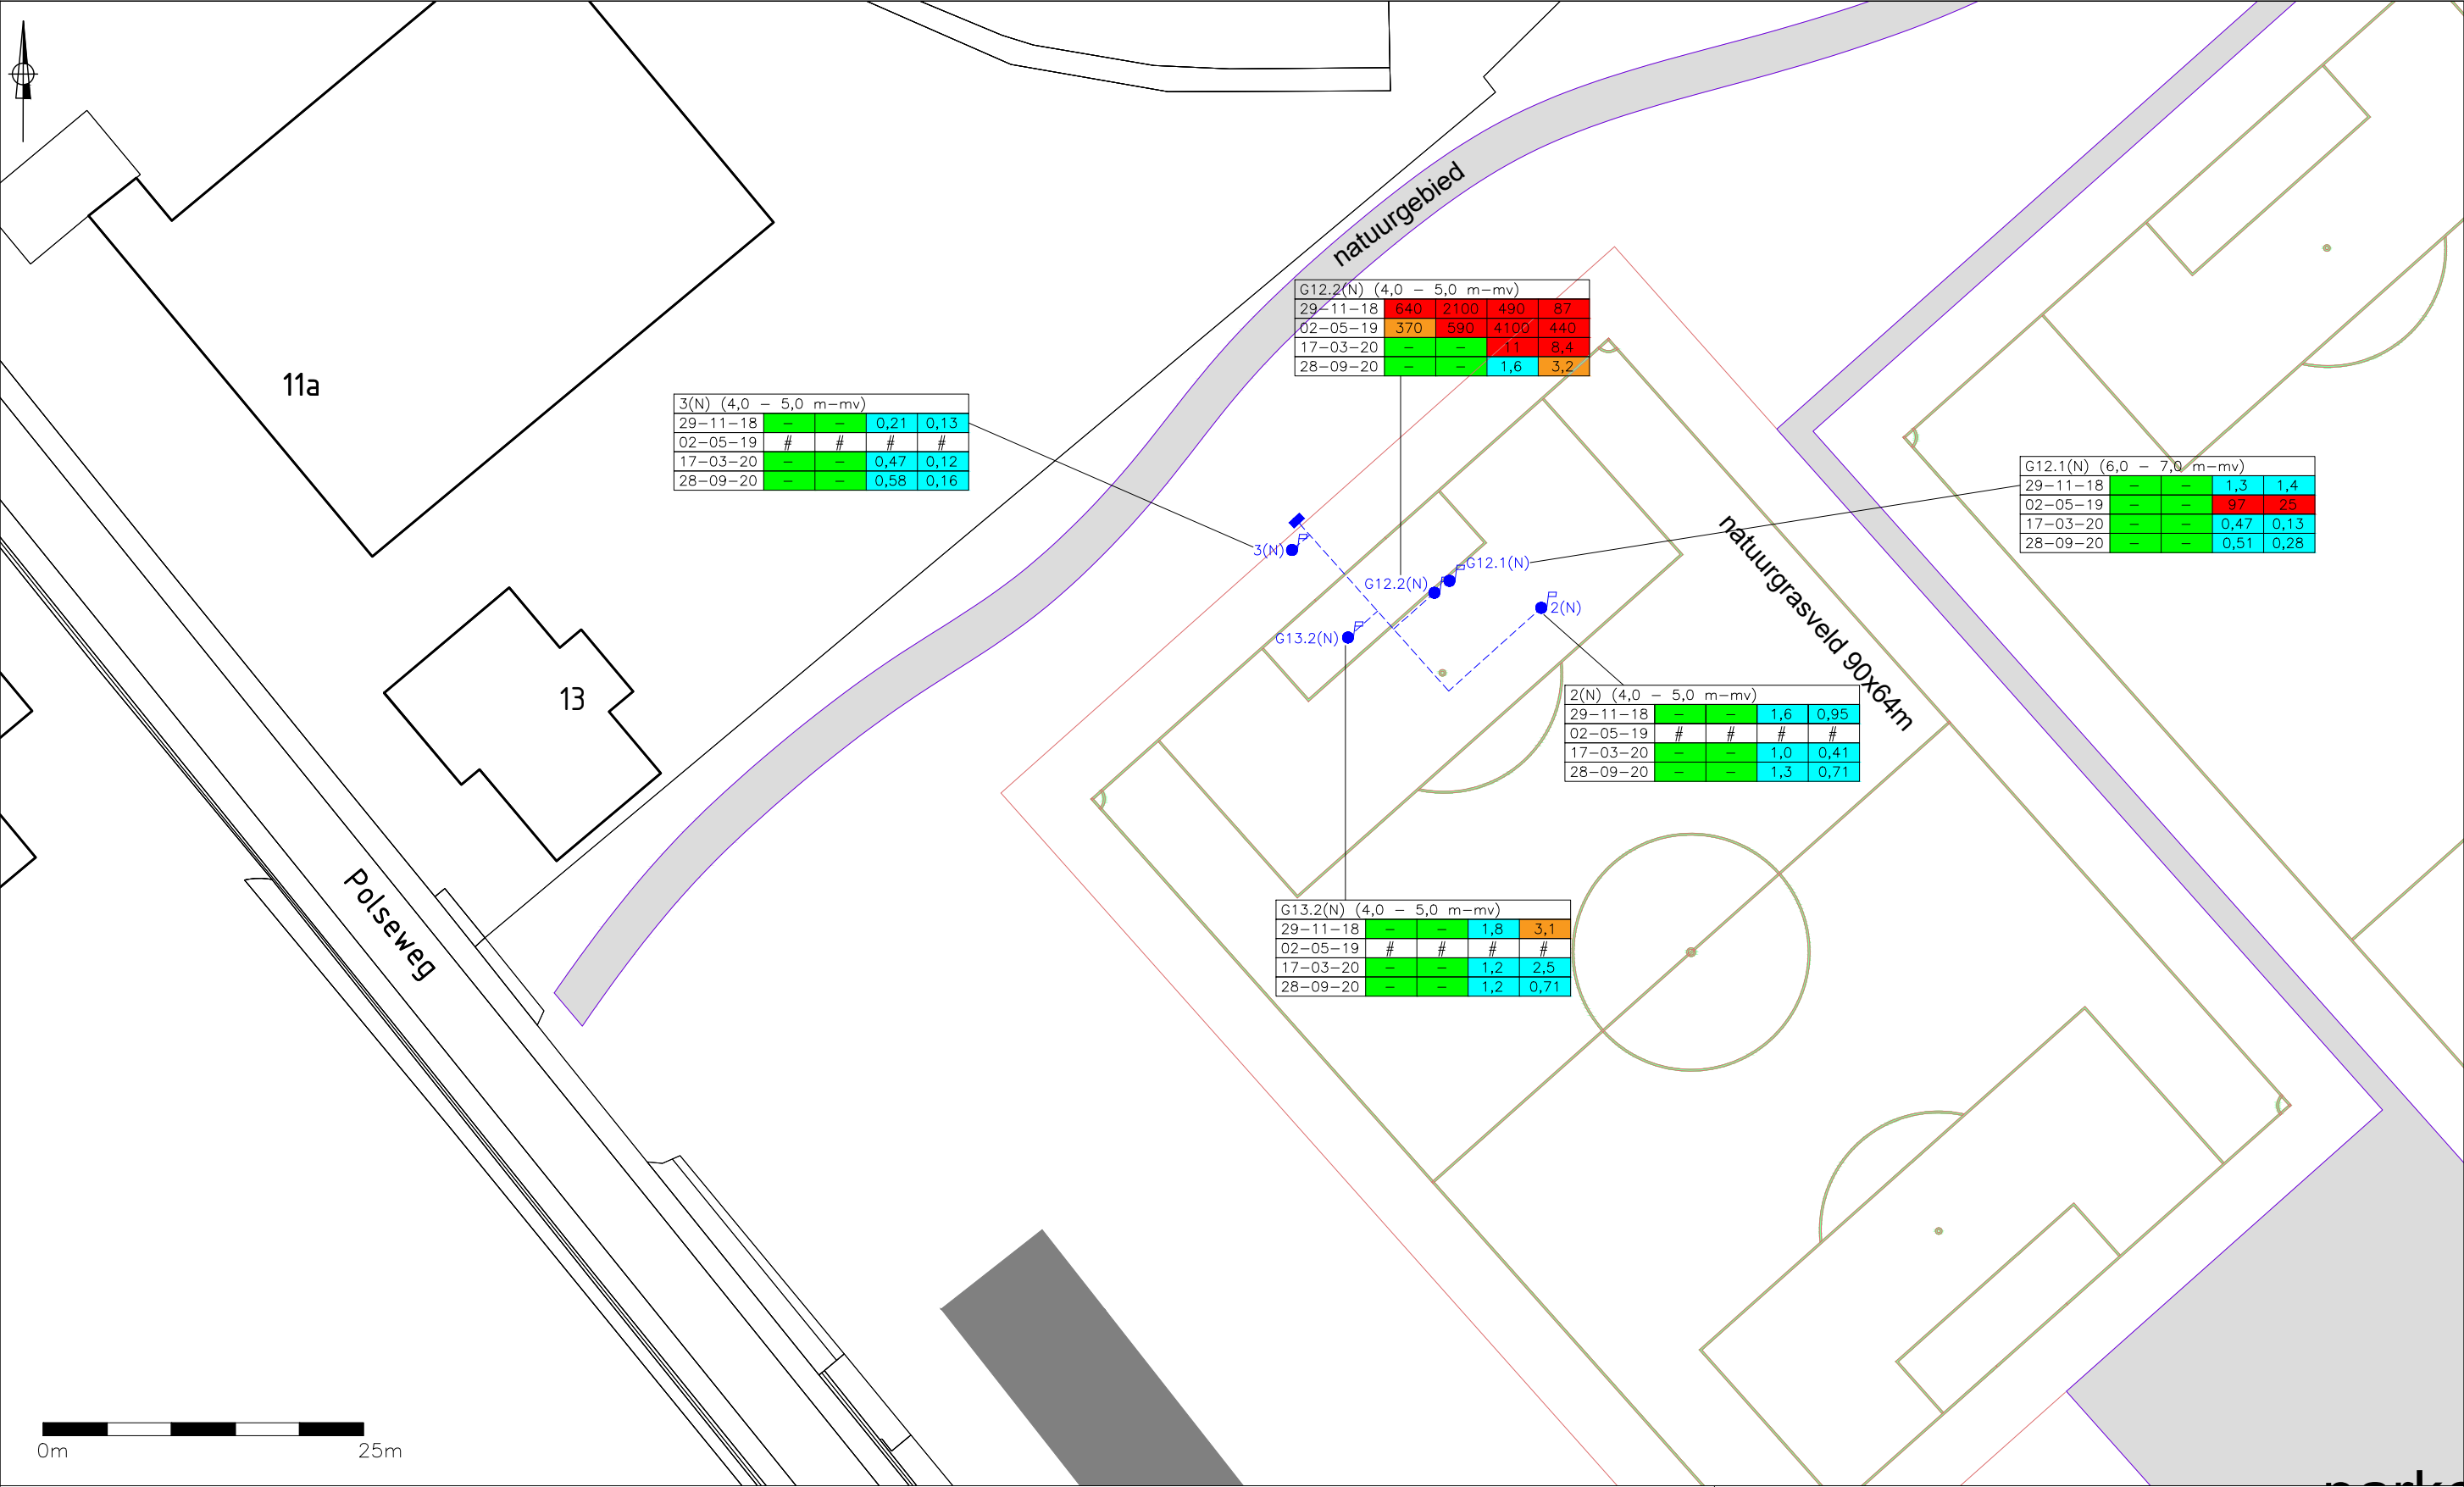 natuurgebied
G12.2(N) (4,0 - 5,0 m-mv)
29-11-18 640 2100 490 87
02-05-19 370 590 4100 440
17-03-20 - - 11 8,4
28-09-20 - - 1,6 3,2
11a
3(N) (4,0 - 5,0 m-mv)
29-11-18 - - 0,21 0,13
02-05-19 # # # #
17-03-20 - - 0,47 0,12
28-09-20 - - 0,58 0,16
G12.1(N) (6,0 - 7,0 m-mv)
29-11-18 - - 1,3 1,4
02-05-19 - - 97 25
17-03-20 - - 0,47 0,13
28-09-20 - - 0,51 0,28
3(N)
G12.1(N)
G12.2(N)
2(N)
G13.2(N)
naturgrasveld 90x64m
13
2(N) (4,0 - 5,0 m-mv)
29-11-18 - - 1,6 0,95
02-05-19 # # # #
17-03-20 - - 1,0 0,41
28-09-20 - - 1,3 0,71
Polseweg
G13.2(N) (4,0 - 5,0 m-mv)
29-11-18 - - 1,8 3,1
02-05-19 # # # #
17-03-20 - - 1,2 2,5
28-09-20 - - 1,2 0,71
0m 25m